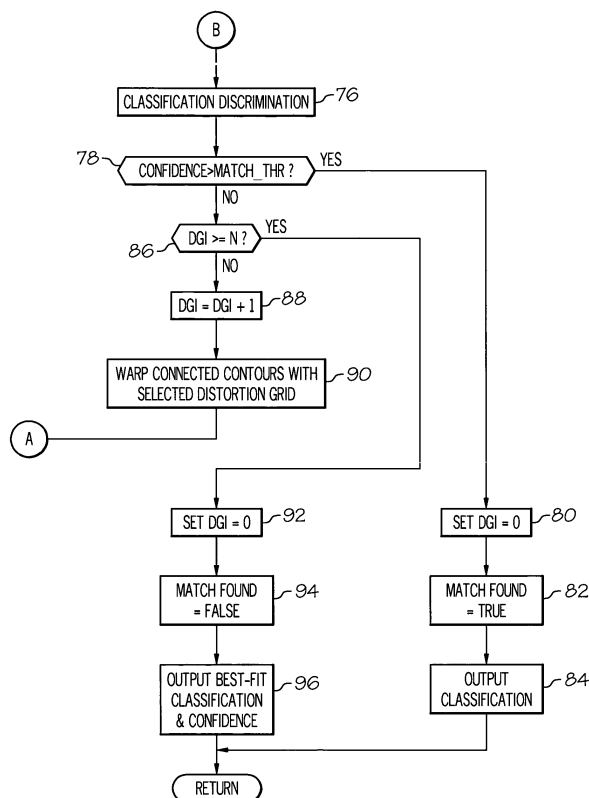 B
CLASSIFICATION DISCRIMINATION
76
78
CONFIDENCE>MATCH_THR ?
YES
NO
86
DGI >= N ?
YES
NO
DGI = DGI + 1
88
WARP CONNECTED CONTOURS WITH
SELECTED DISTORTION GRID
90
A
SET DGI = 0
92
SET DGI = 0
80
MATCH FOUND
= FALSE
94
MATCH FOUND
= TRUE
82
OUTPUT BEST-FIT
CLASSIFICATION
& CONFIDENCE
96
OUTPUT
CLASSIFICATION
84
RETURN